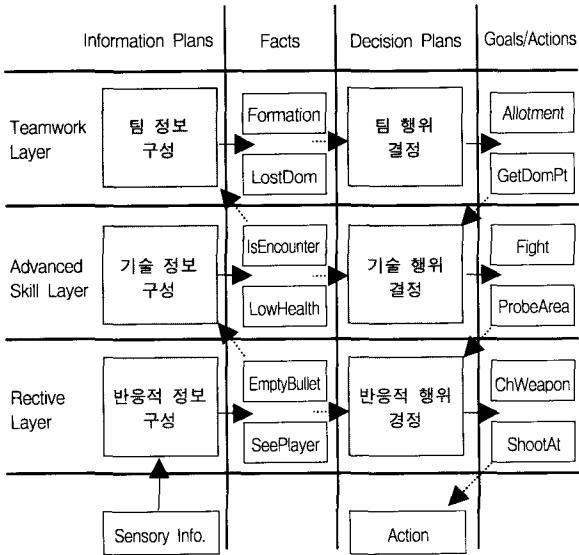 Information Plans
Facts
Decision Plans
Goals/Actions
Teamwork
Layer
팀 정보
구성
Formation
LostDom
팀 행위
결정
Allotment
GetDomPt
Advanced
Skill Layer
기술 정보
구성
IsEncounter
LowHealth
기술 행위
결정
Fight
ProbeArea
Rective
Layer
반응적 정보
구성
EmptyBullet
SeePlayer
반응적 행위
경정
ChWeapon
ShootAt
Sensory Info.
Action